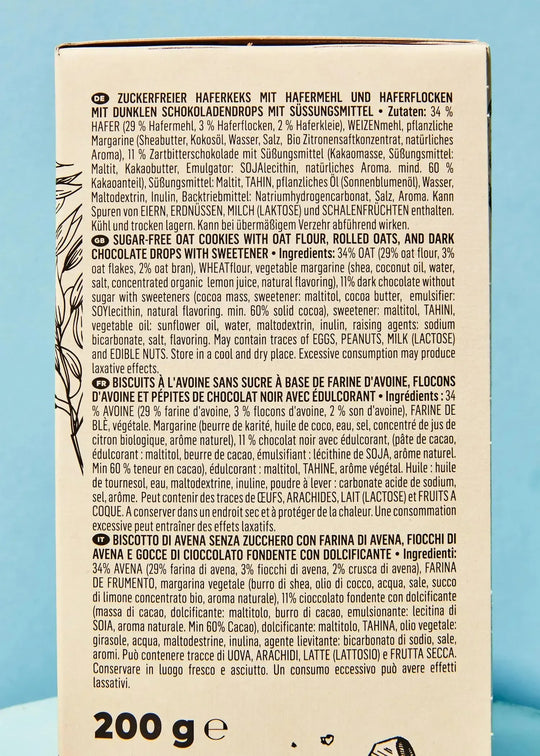 DE ZUCKERFREIER HAFERKEKS MIT HAFERMEHL UND HAFERFLOCKEN
MIT DUNKLEN SCHOKOLADENDROPS MIT SÜSSUNGSMITTEL • Zutaten: 34 %
HAFER (29 % Hafermehl, 3 % Haferflocken, 2 % Haferkleie), WEIZENmehl, pflanzliche
Margarine (Sheabutter, Kokosöl, Wasser, Salz, Bio Zitronensaftkonzentrat, natürliches
Aroma), 11 % Zartbitterschokolade mit Süßungsmittel (Kakaomasse, Süßungsmittel:
Maltit, Kakaobutter, Emulgator: SOJAlecithin, natürliches Aroma. mind. 60 %
Kakaoanteil), Süßungsmittel: Maltit, TAHIN, pflanzliches Öl (Sonnenblumenöl), Wasser,
Maltodextrin, Inulin, Backtriebmittel: Natriumhydrogencarbonat, Salz, Aroma. Kann
Spuren von EIERN, ERDNÜSSEN, MILCH (LAKTOSE) und SCHALENFRÜCHTEN enthalten.
Kühl und trocken lagern. Kann bei übermäßigem Verzehr abführend wirken.
GB SUGAR-FREE OAT COOKIES WITH OAT FLOUR, ROLLED OATS, AND DARK
CHOCOLATE DROPS WITH SWEETENER • Ingredients: 34% OAT (29% oat flour, 3%
oat flakes, 2% oat bran), WHEATflour, vegetable margarine (shea, coconut oil, water,
salt, concentrated organic lemon juice, natural flavoring), 11% dark chocolate without
sugar with sweeteners (cocoa mass, sweetener: maltitol, cocoa butter, emulsifier:
SOYlecithin, natural flavoring. min. 60% solid cocoa), sweetener: maltitol, TAHINI,
vegetable oil: sunflower oil, water, maltodextrin, inulin, raising agents: sodium
bicarbonate, salt, flavoring. May contain traces of EGGS, PEANUTS, MILK (LACTOSE)
and EDIBLE NUTS. Store in a cool and dry place. Excessive consumption may produce
laxative effects.
FR BISCUITS À L'AVOINE SANS SUCRE À BASE DE FARINE D'AVOINE, FLOCONS
D'AVOINE ET PÉPITES DE CHOCOLAT NOIR AVEC ÉDULCORANT • Ingrédients : 34
% AVOINE (29 % farine d'avoine, 3 % flocons d'avoine, 2 % son d'avoine), FARINE DE
BLÉ, végétale. Margarine (beurre de karité, huile de coco, eau, sel, concentré de jus de
citron biologique, arôme naturel), 11 % chocolat noir avec édulcorant, (pâte de cacao,
édulcorant : maltitol, beurre de cacao, émulsifiant : lécithine de SOJA, arôme naturel.
Min 60 % teneur en cacao), édulcorant : maltitol, TAHINE, arôme végétal. Huile : huile
de tournesol, eau, maltodextrine, inuline, poudre à lever : carbonate acide de sodium,
sel, arôme. Peut contenir des traces de ŒUFS, ARACHIDES, LAIT (LACTOSE) et FRUITS A
COQUE. A conserver dans un endroit sec et à protéger de la chaleur. Une consommation
excessive peut entraîner des effets laxatifs.
IT BISCOTTO DI AVENA SENZA ZUCCHERO CON FARINA DI AVENA, FIOCCHI DI
AVENA E GOCCE DI CIOCCOLATO FONDENTE CON DOLCIFICANTE • Ingredienti:
34% AVENA (29% farina di avena, 3% fiocchi di avena, 2% crusca di avena), FARINA
DE FRUMENTO, margarina vegetale (burro di shea, olio di cocco, acqua, sale, succo
di limone concentrato bio, aroma naturale), 11% cioccolato fondente con dolcificante
(massa di cacao, dolcificante: maltitolo, burro di cacao, emulsionante: lecitina di
SOIA, aroma naturale. Min 60% Cacao), dolcificante: maltitolo, TAHINA, olio vegetale:
girasole, acqua, maltodestrine, inulina, agente lievitante: bicarbonato di sodio, sale,
aromi. Può contenere tracce di UOVA, ARACHIDI, LATTE (LATTOSIO) e FRUTTA SECCA.
Conservare in luogo fresco e asciutto. Un consumo eccessivo può avere effetti
lassativi.
200 g ℮